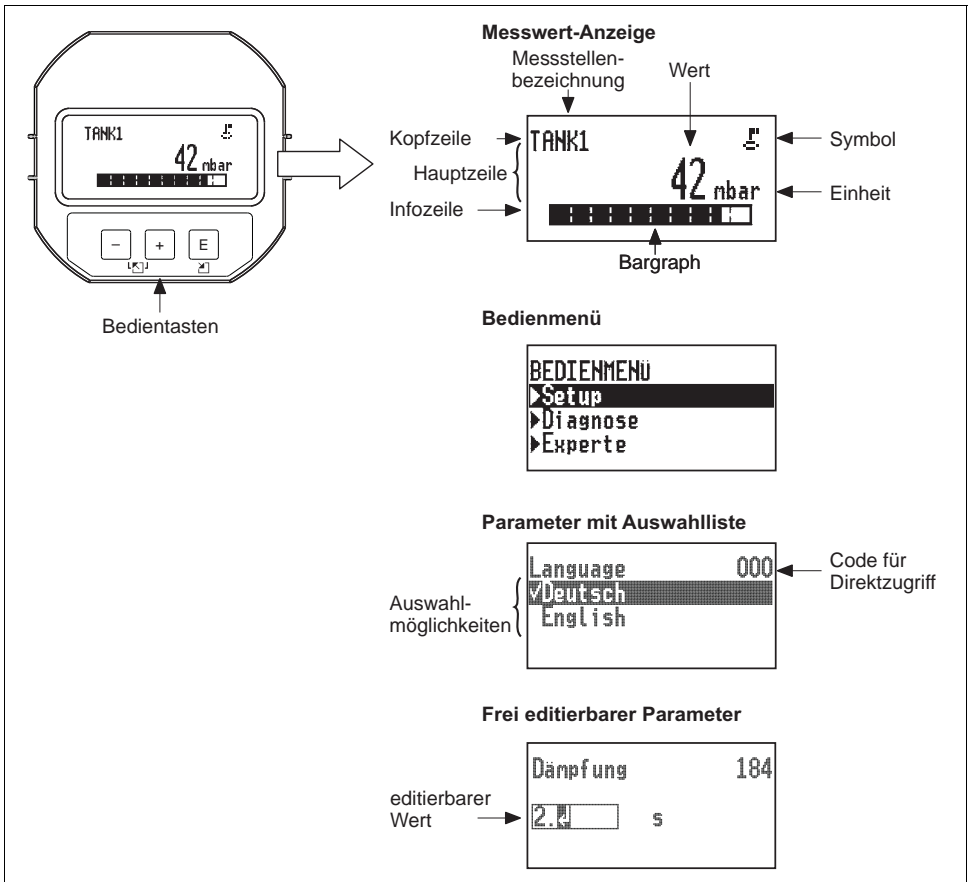 TANK1
42 mbar
- + E
Bedientasten
Messwert-Anzeige
Messstellen-
bezeichnung
Wert
Kopfzeile
Hauptzeile
Infozeile
TANK1
42 mbar
Symbol
Einheit
Bargraph
Bedienmenü
BEDIENMENÜ
Setup
Diagnose
Experte
Parameter mit Auswahlliste
Language 000
Deutsch
English
Code für
Direktzugriff
Auswahl-
möglichkeiten
Frei editierbarer Parameter
Dämpfung 184
2. s
editierbarer
Wert